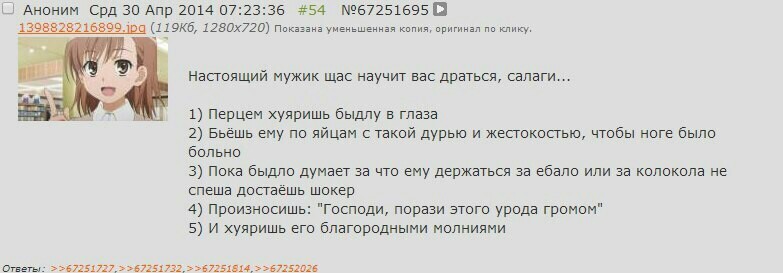 Аноним Срд 30 Апр 2014 07:23:36 #54 №67251695
1398828216899.jpg (119Кб, 1280x720) Показана уменьшенная копия, оригинал по клику.
Настоящий мужик щас научит вас драться, салаги...
1) Перцем хуяришь быдлу в глаза
2) Бьёшь ему по яйцам с такой дурью и жестокостью, чтобы ноге было
больно
3) Пока быдло думает за что ему держаться за ебало или за колокола не
спеша достаёшь шокер
4) Произносишь: "Господи, порази этого урода громом"
5) И хуяришь его благородными молниями
Ответы: >>67251727,>>67251732,>>67251814,>>67252026